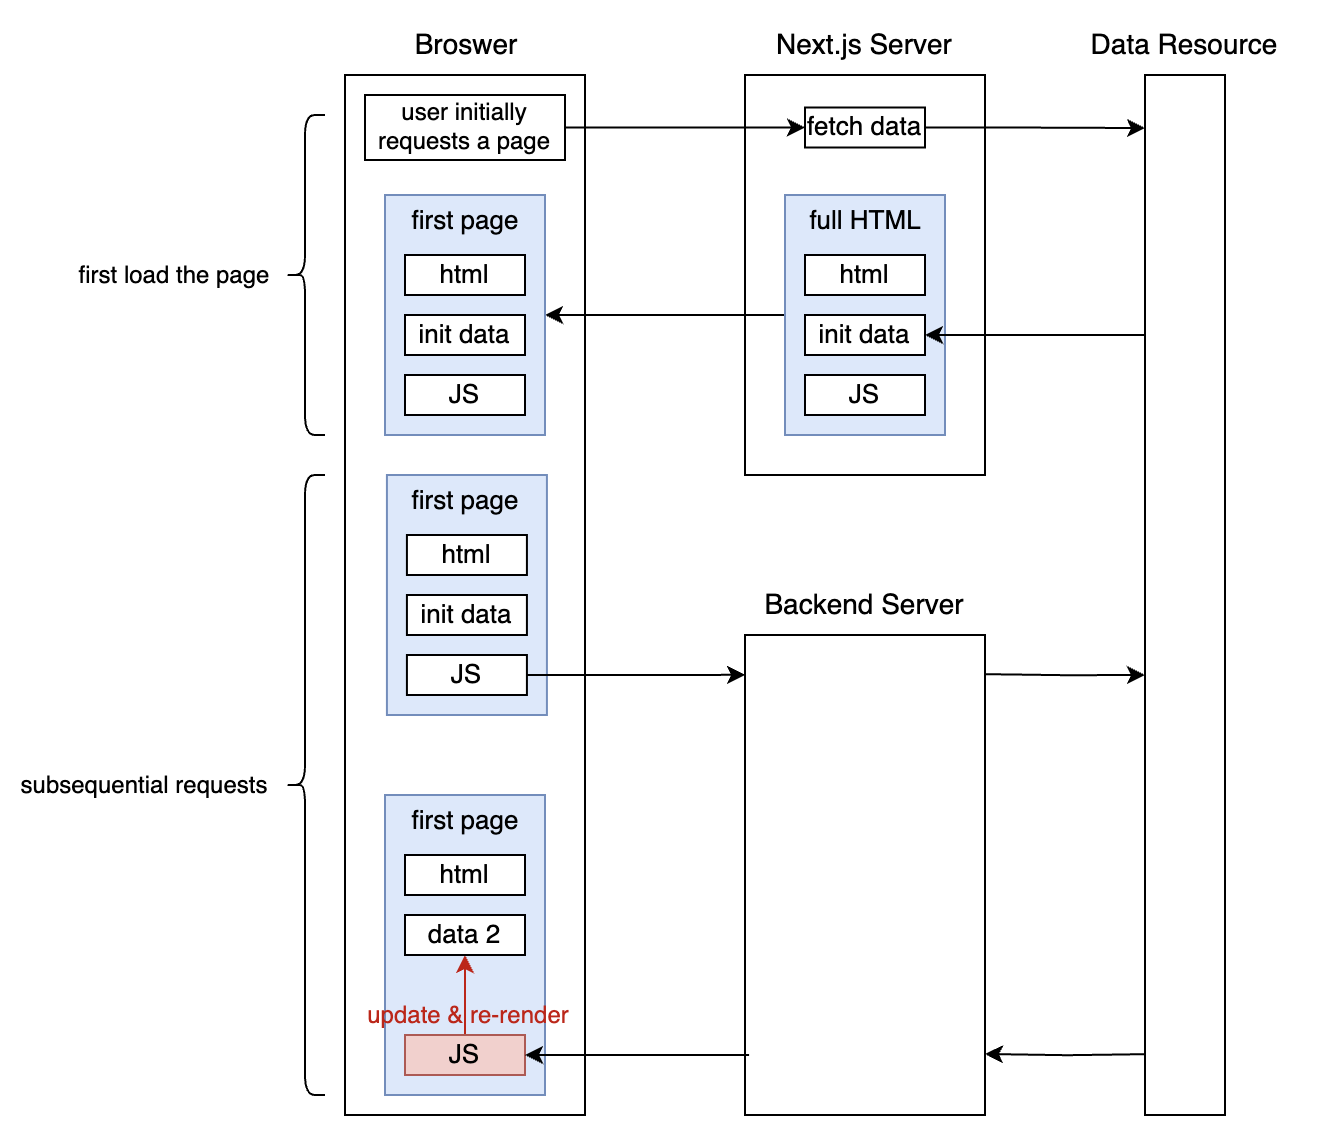 Broswer
Next.js Server
Data Resource
user initially
requests a page
fetch data
first page
full HTML
html
html
first load the page
init data
init data
JS
JS
first page
html
Backend Server
init data
JS
subsequential requests
first page
html
data 2
update & re-render
JS